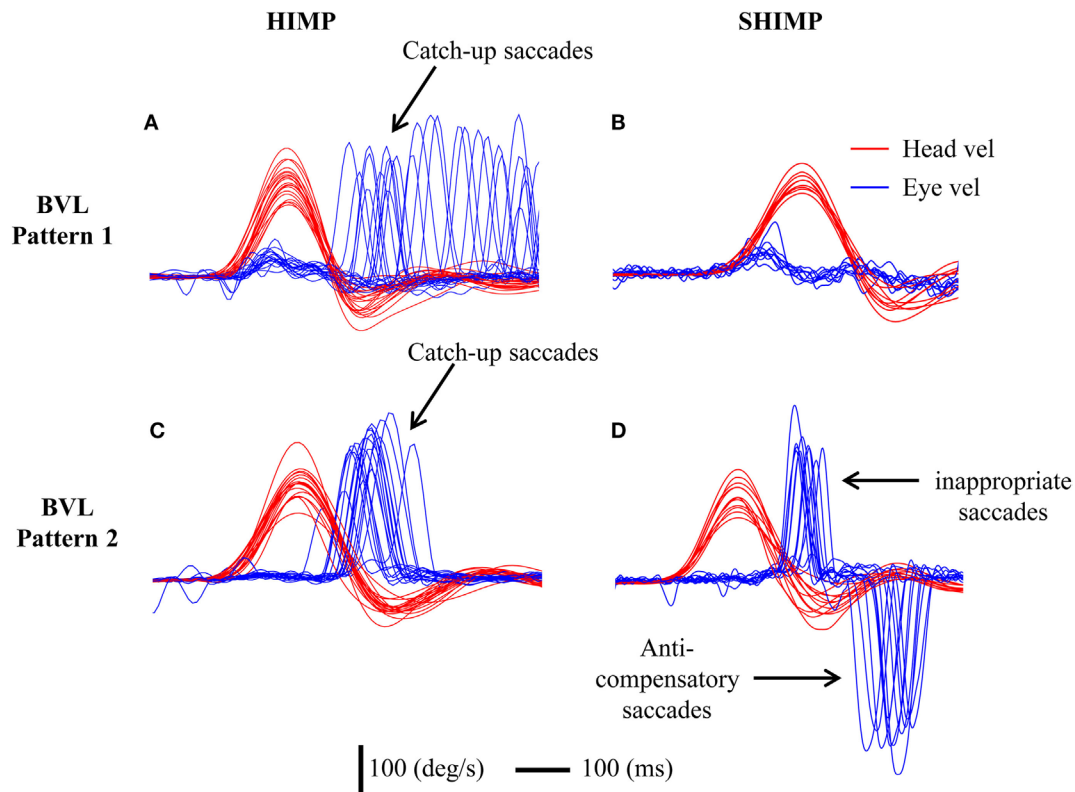 HIMP
SHIMP
Catch-up saccades
A
B
Head vel
Eye vel
BVL
Pattern 1
Catch-up saccades
C
D
inappropriate
saccades
BVL
Pattern 2
Anti-
compensatory
saccades
100 (deg/s)
100 (ms)